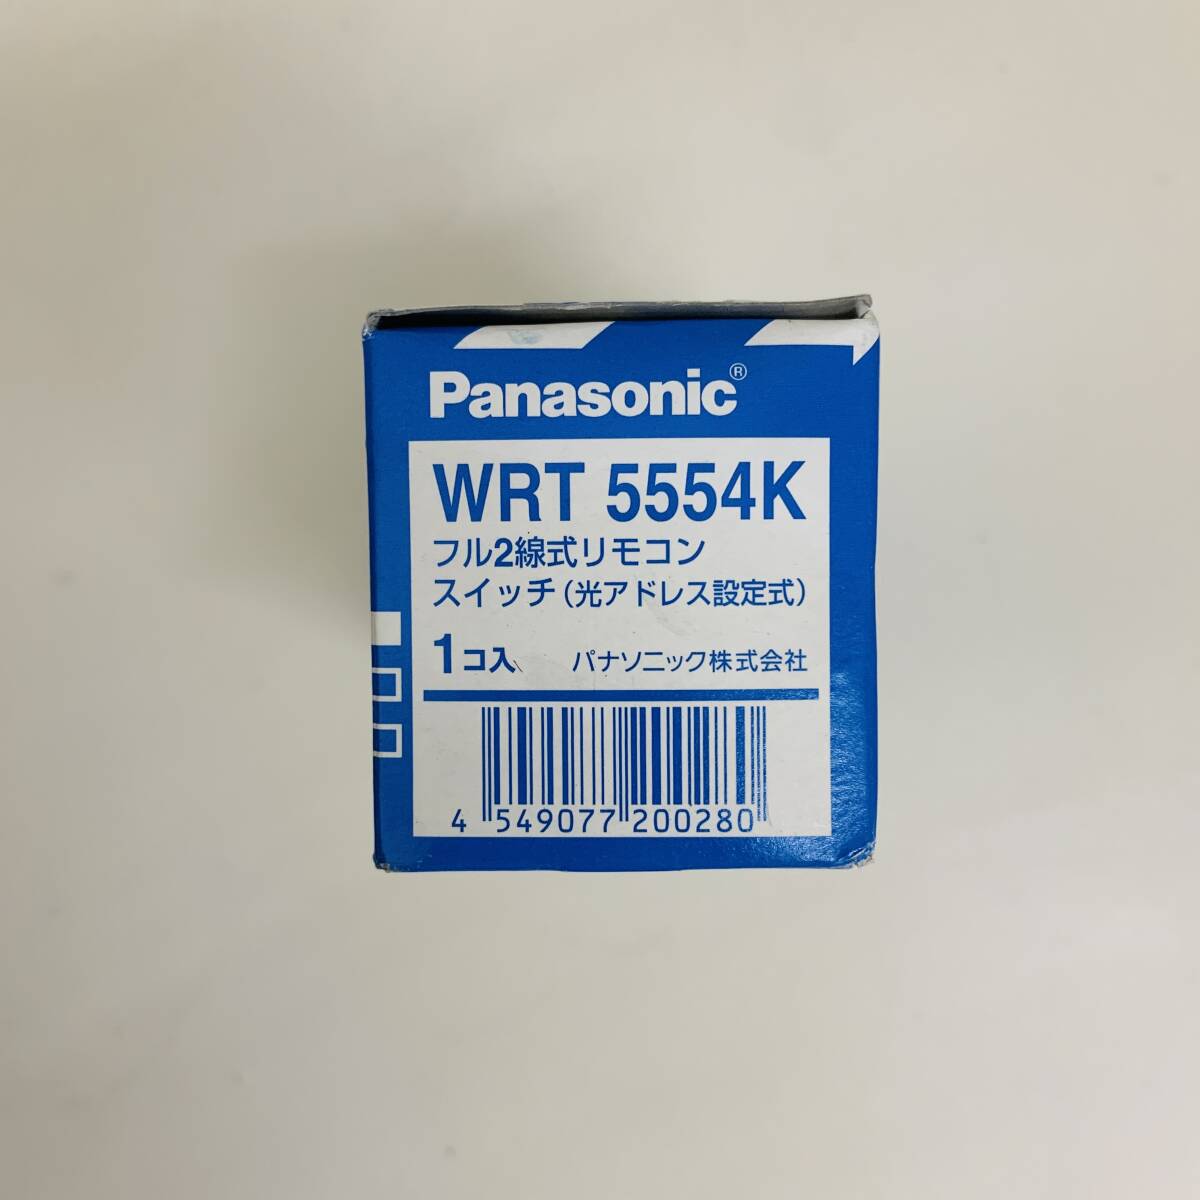 Panasonic®
WRT 5554K
フル2線式リモコン
スイッチ(光アドレス設定式)
1コ入 パナソニック株式会社
4 549077 200280